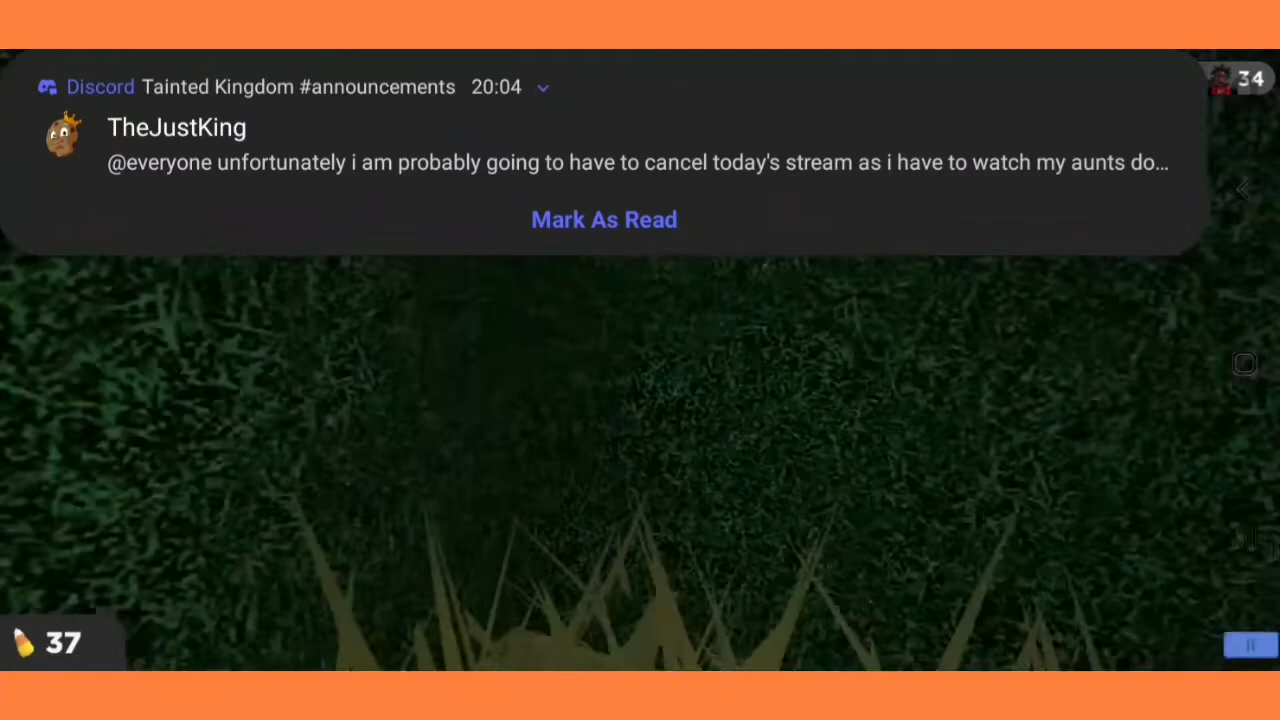 Discord Tainted Kingdom #announcements 20:04
34
TheJustKing
@everyone unfortunately i am probably going to have to cancel today's stream as i have to watch my aunts do…
Mark As Read
37